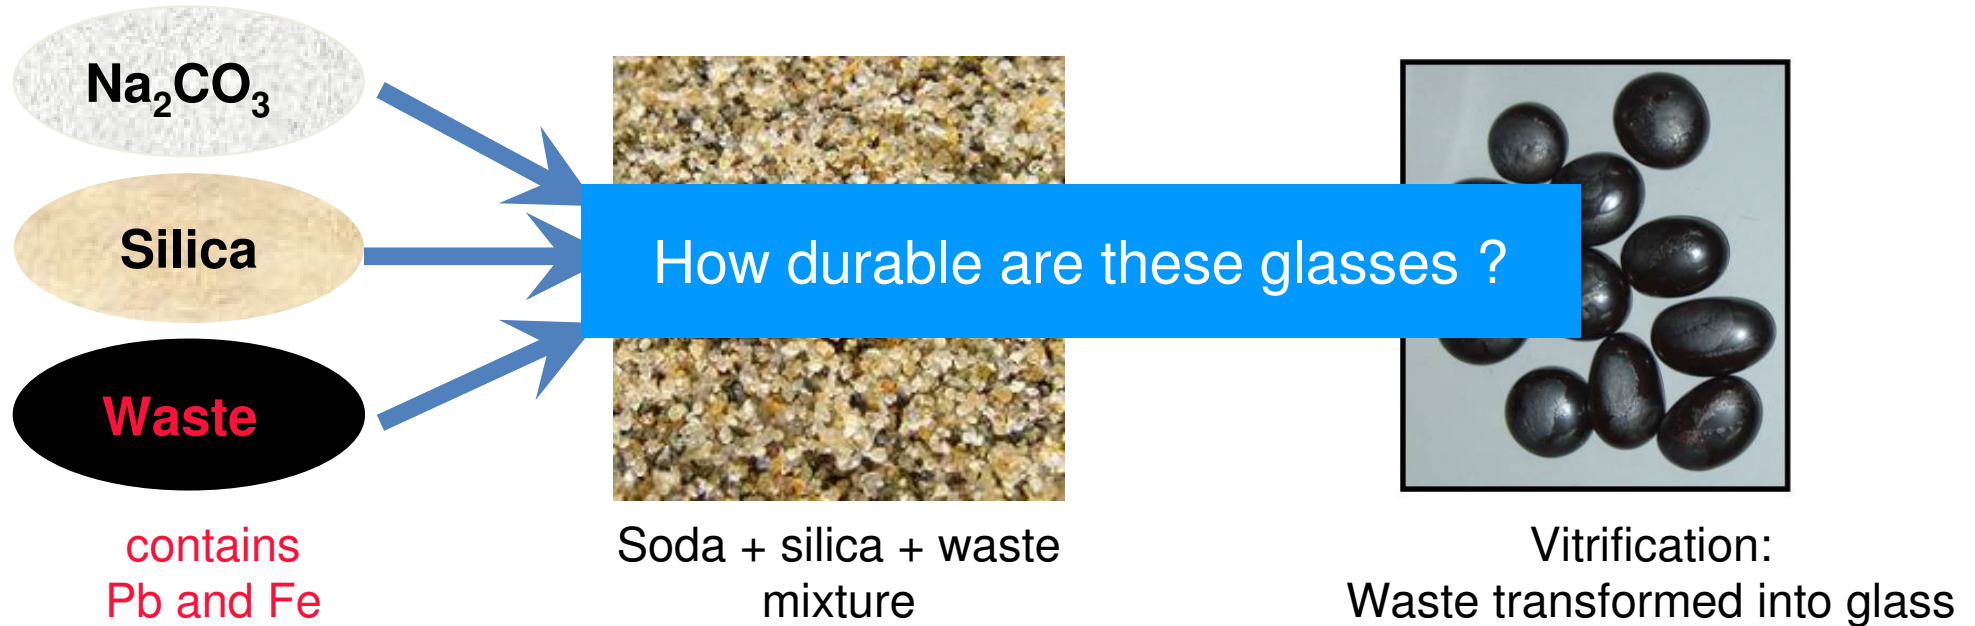 Na₂CO₃
Silica
Waste
contains
Pb and Fe
How durable are these glasses ?
Soda + silica + waste
mixture
Vitrification:
Waste transformed into glass